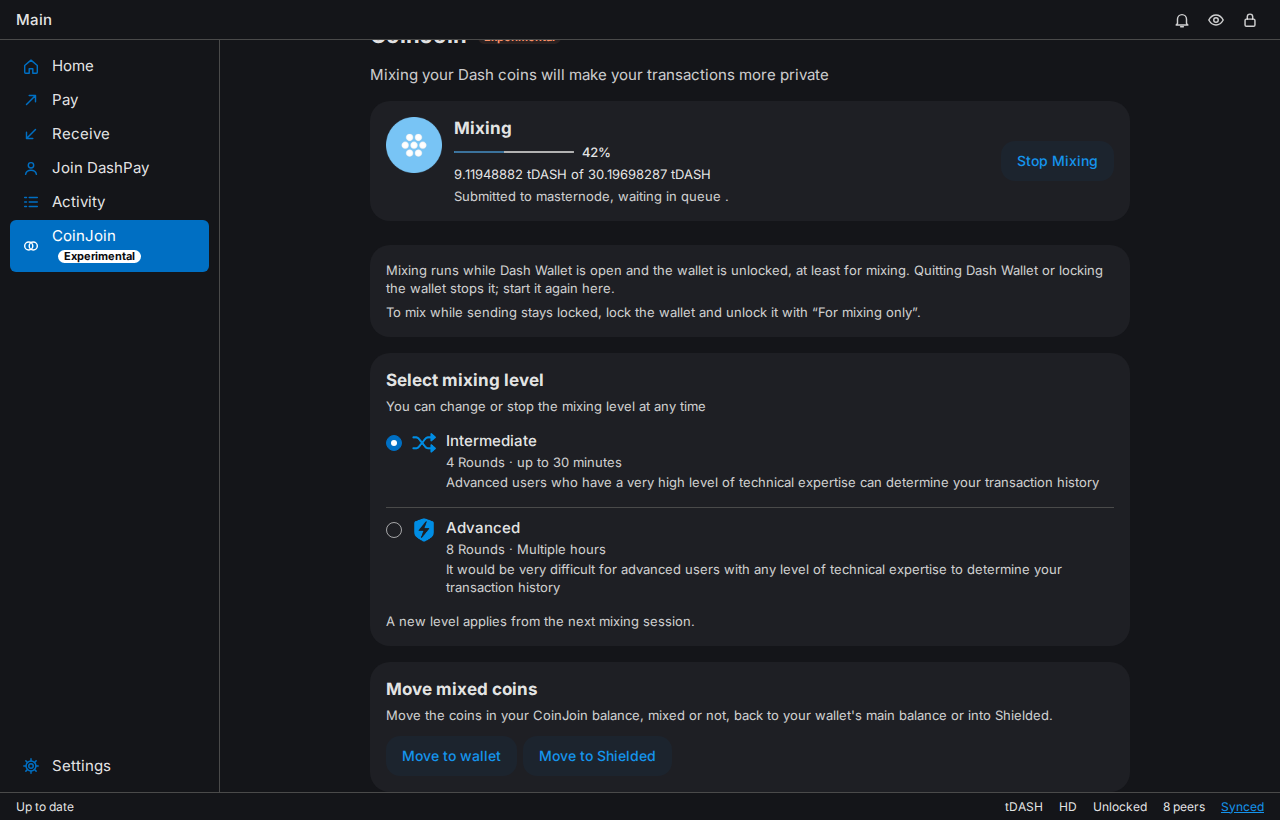 Main
Home
Pay
Receive
Join DashPay
Activity
CoinJoin
Experimental
Settings
CoinJoin Experimental
Mixing your Dash coins will make your transactions more private
Mixing
42%
9.11948882 tDASH of 30.19698287 tDASH
Submitted to masternode, waiting in queue .
Stop Mixing
Mixing runs while Dash Wallet is open and the wallet is unlocked, at least for mixing. Quitting Dash Wallet or locking
the wallet stops it; start it again here.
To mix while sending stays locked, lock the wallet and unlock it with “For mixing only”.
Select mixing level
You can change or stop the mixing level at any time
Intermediate
4 Rounds · up to 30 minutes
Advanced users who have a very high level of technical expertise can determine your transaction history
Advanced
8 Rounds · Multiple hours
It would be very difficult for advanced users with any level of technical expertise to determine your
transaction history
A new level applies from the next mixing session.
Move mixed coins
Move the coins in your CoinJoin balance, mixed or not, back to your wallet's main balance or into Shielded.
Move to wallet Move to Shielded
Up to date
tDASH HD Unlocked 8 peers Synced